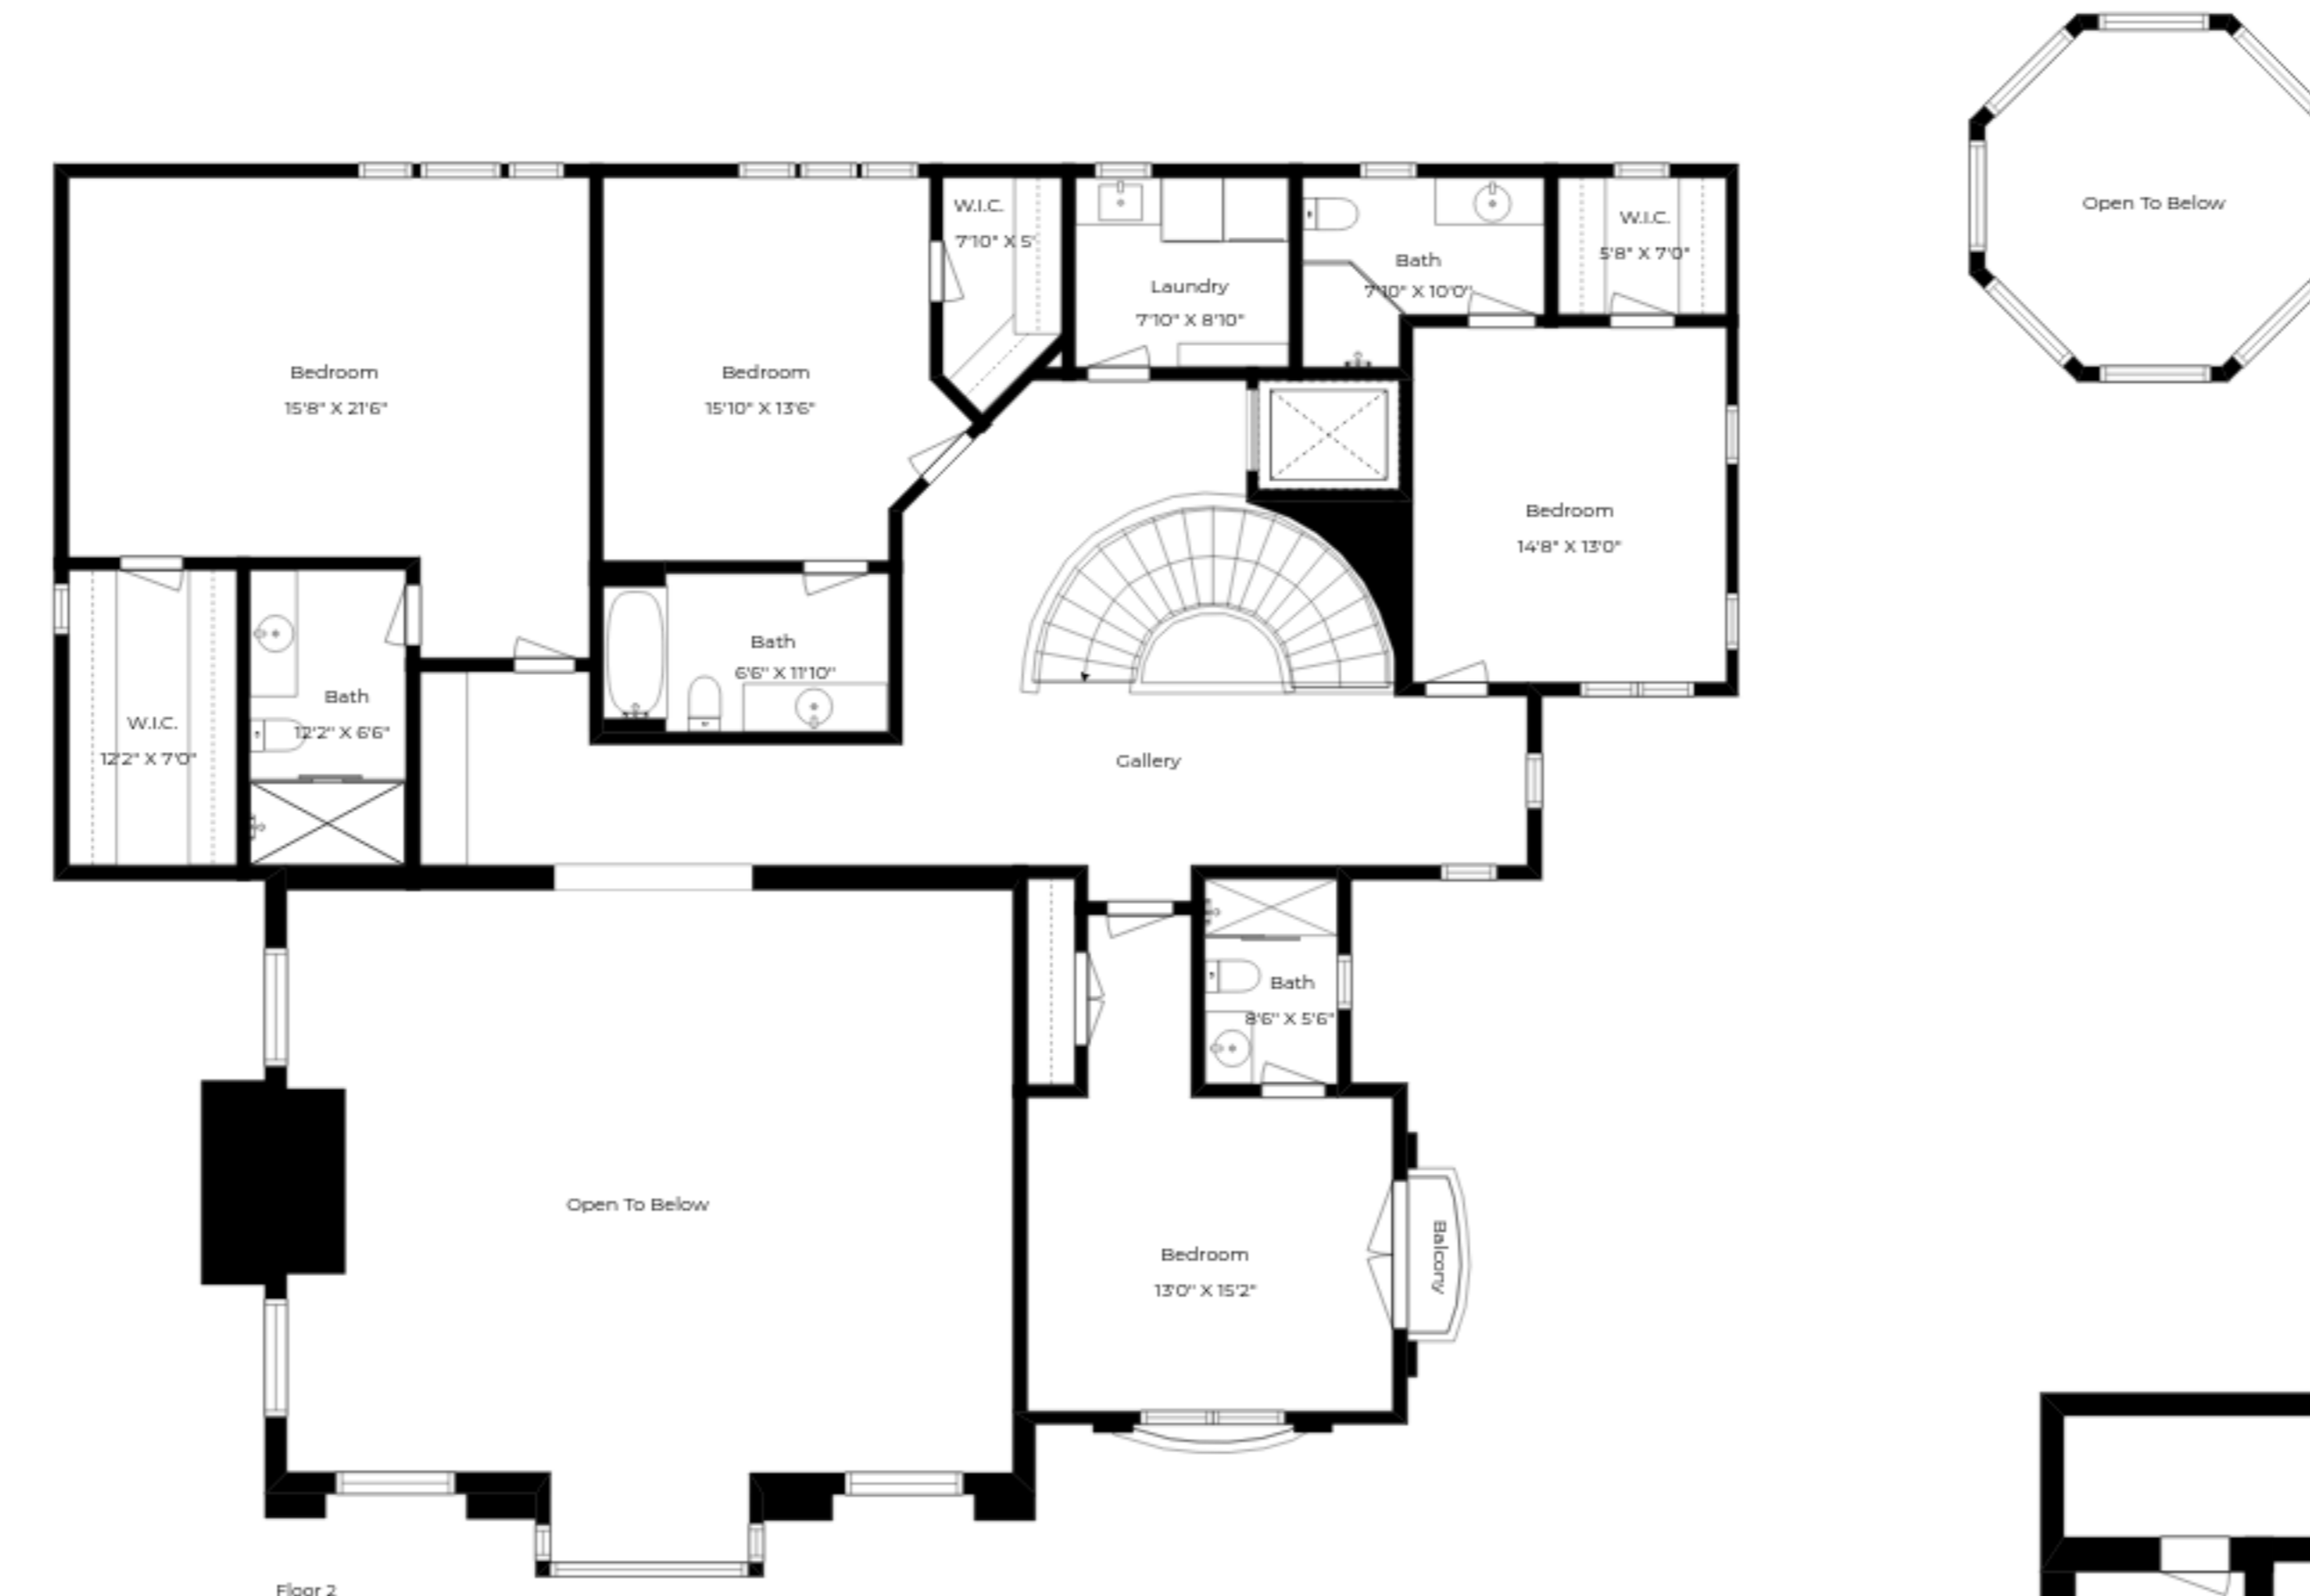 Open To Below
W.I.C.
7'10" X 5'
W.I.C.
5'8" X 7'0"
Bath
7'10" X 10'0"
Laundry
7'10" X 8'10"
Bedroom
15'8" X 21'6"
Bedroom
15'10" X 13'6"
Bedroom
14'8" X 13'0"
Bath
6'6" X 11'10"
Bath
12'2" X 6'6"
W.I.C.
12'2" X 7'0"
Gallery
Bath
8'6" X 5'6"
Open To Below
Bedroom
13'0" X 15'2"
Balcony
Floor 2